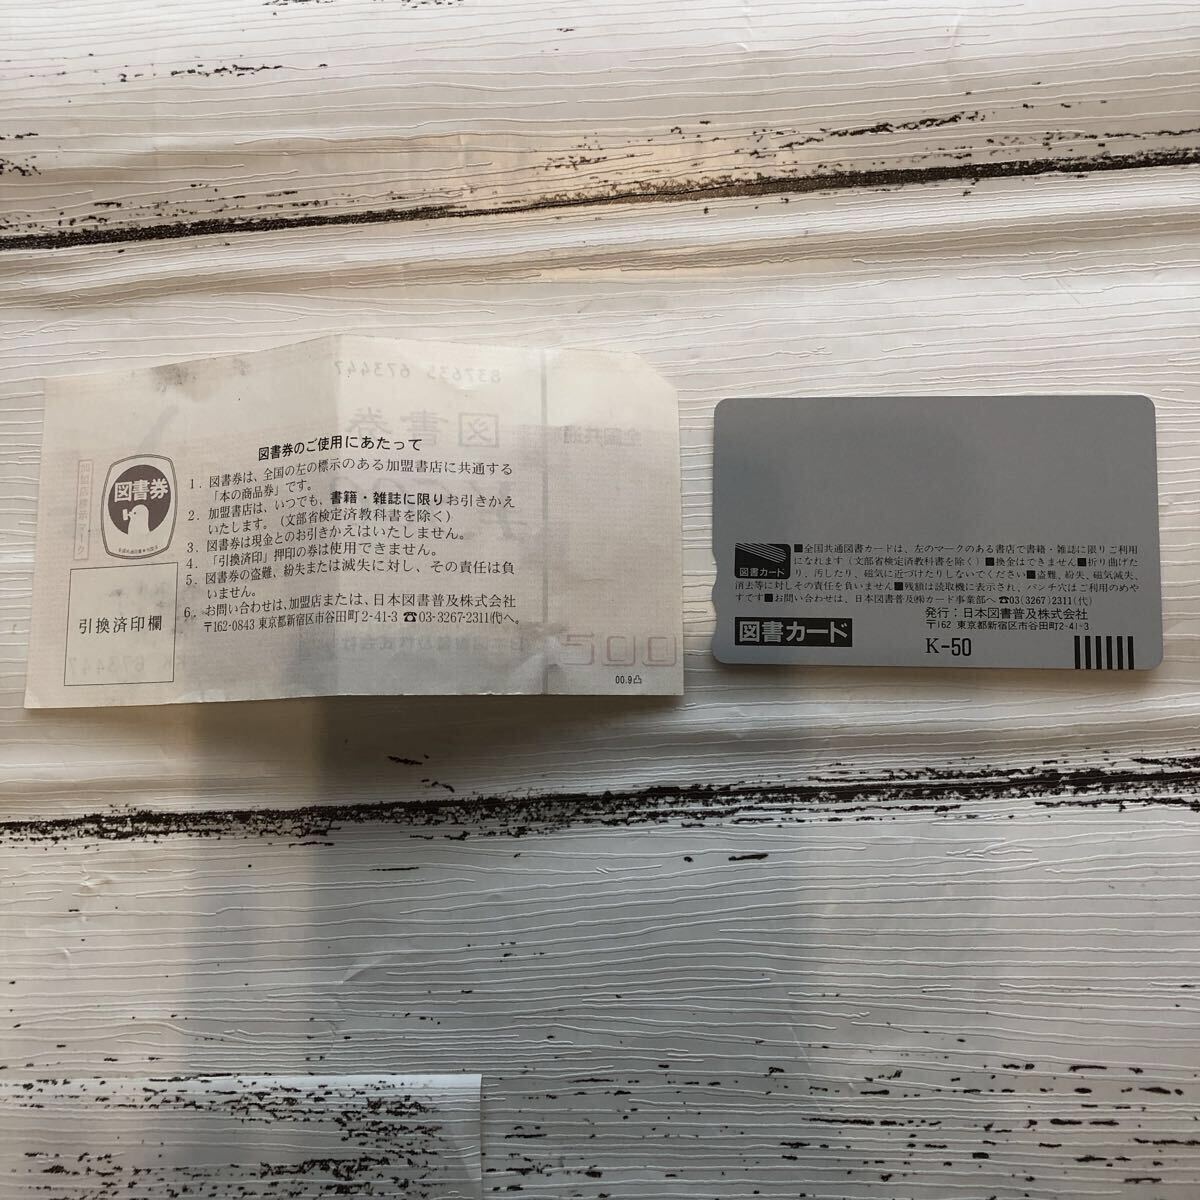 図書券のご使用にあたって
1. 図書券は、全国の左の標示のある加盟書店に共通する
「本の商品券」です。
2. 加盟書店は、いつでも、書籍・雑誌に限りお引きかえ
いたします。(文部省検定済教科書を除く)
3. 図書券は現金とのお引きかえはいたしません。
4. 「引換済印」押印の券は使用できません。
5. 図書券の盗難、紛失または滅失に対し、その責任は負
いません。
6. お問い合わせは、加盟店または、日本図書普及株式会社
〒162-0843 東京都新宿区市谷田町2-41-3 ☎03-3267-2311(代)へ。
図書券
引換済印欄
837635 673447
図書券
全国共通
500
00.9凸
■全国共通図書カードは、左のマークのある書店で書籍・雑誌に限りご利用
になれます(文部省検定済教科書を除く)■換金はできません■折り曲げた
り、汚したり、磁気に近づけたりしないでください■盗難、紛失、磁気減失、
消去等に対しその責任を負いません■残額は読取機に表示され、パンチ穴はご利用のめや
すです■お問い合わせは、日本図書普及㈱カード事業部へ ☎03(3267)2311(代)
図書カード
発行:日本図書普及株式会社
〒162 東京都新宿区市谷田町2-41-3
図書カード
K-50